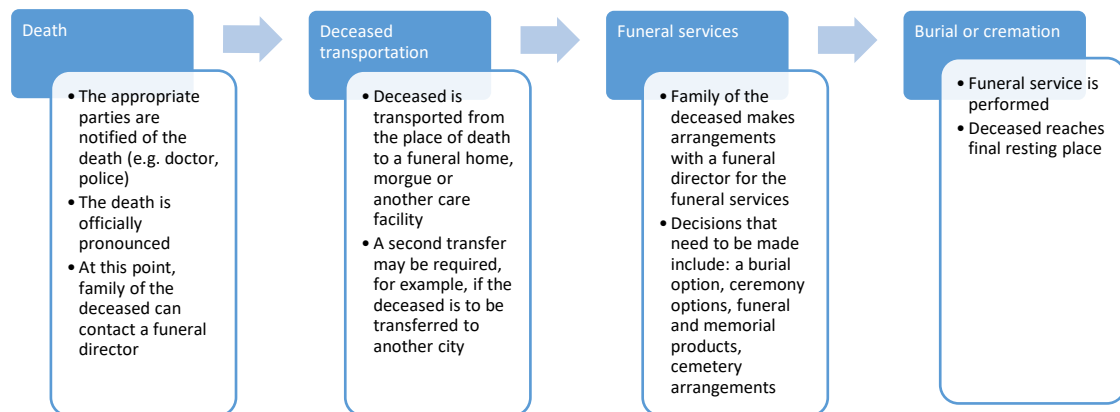 Death
• The appropriate
parties are
notified of the
death (e.g. doctor,
police)
• The death is
officially
pronounced
• At this point,
family of the
deceased can
contact a funeral
director
Deceased
transportation
• Deceased is
transported from
the place of death
to a funeral home,
morgue or
another care
facility
• A second transfer
may be required,
for example, if the
deceased is to be
transferred to
another city
Funeral services
• Family of the
deceased makes
arrangements
with a funeral
director for the
funeral services
• Decisions that
need to be made
include: a burial
option, ceremony
options, funeral
and memorial
products,
cemetery
arrangements
Burial or cremation
• Funeral service is
performed
• Deceased reaches
final resting place